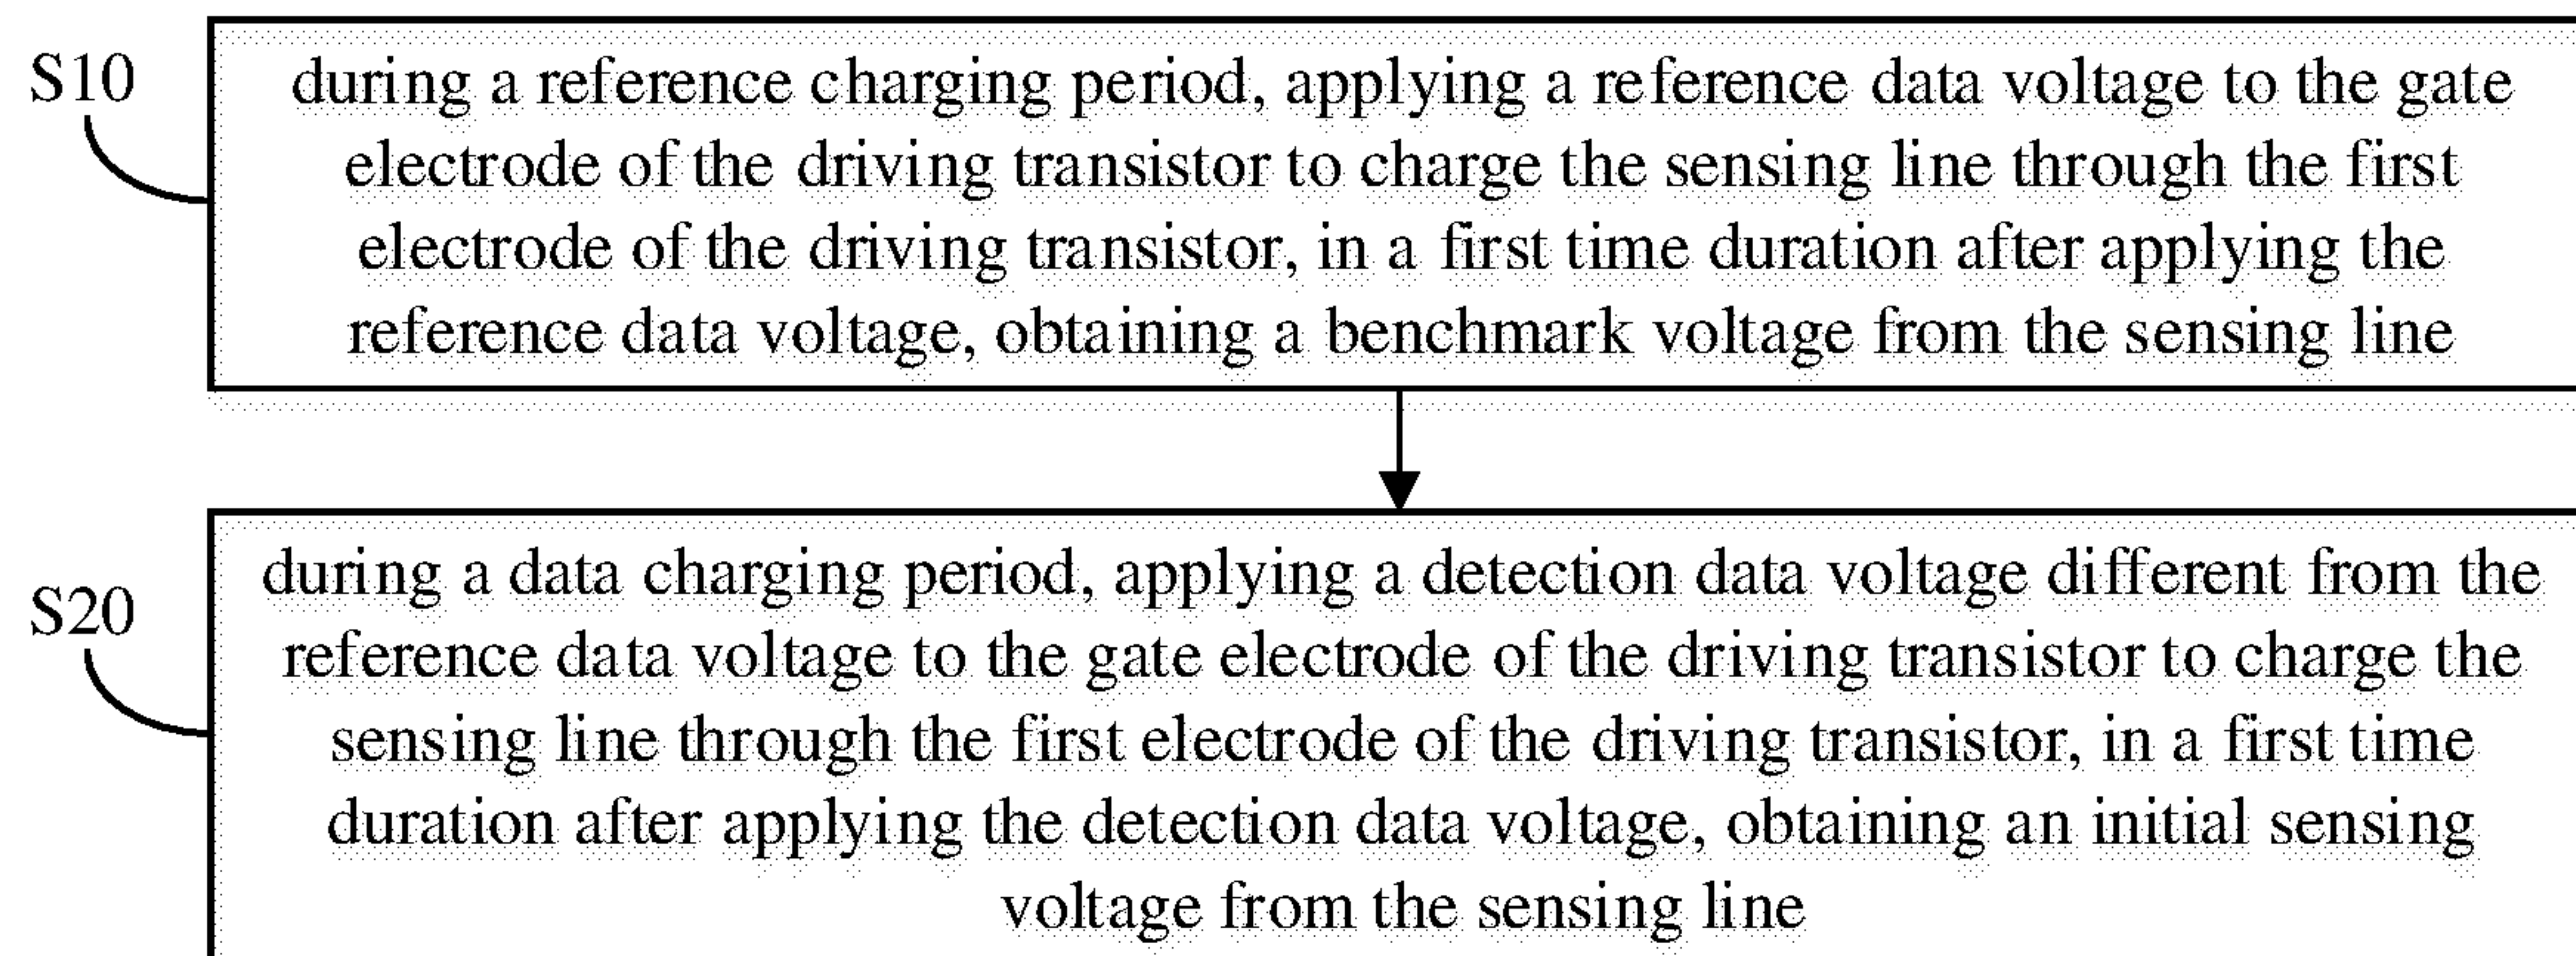 S10
during a reference charging period, applying a reference data voltage to the gate
electrode of the driving transistor to charge the sensing line through the first
electrode of the driving transistor, in a first time duration after applying the
reference data voltage, obtaining a benchmark voltage from the sensing line
S20
during a data charging period, applying a detection data voltage different from the
reference data voltage to the gate electrode of the driving transistor to charge the
sensing line through the first electrode of the driving transistor, in a first time
duration after applying the detection data voltage, obtaining an initial sensing
voltage from the sensing line